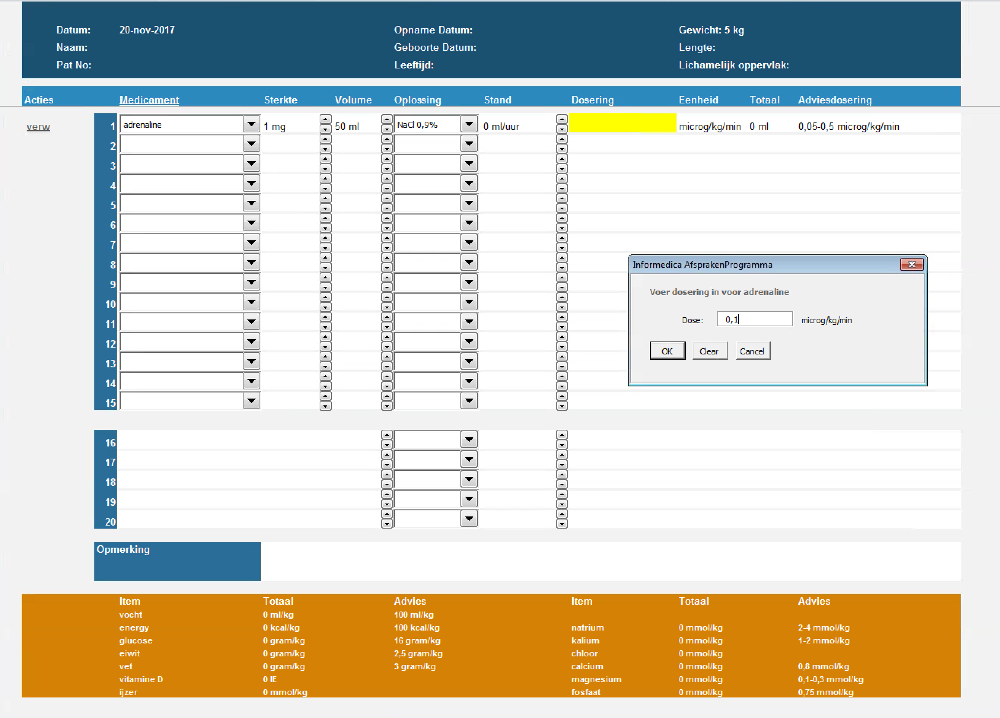 Datum: 20-nov-2017 Opname Datum: Gewicht: 5 kg
Naam: Geboorte Datum: Lengte:
Pat No: Leeftijd: Lichamelijk oppervlak:
Acties Medicament Sterkte Volume Oplossing Stand Dosering Eenheid Totaal Adviesdosering
verw 1 adrenaline 1 mg 50 ml NaCl 0,9% 0 ml/uur microg/kg/min 0 ml 0,05-0,5 microg/kg/min
2
3
4
5
6
7
8
9
10
11
12
13
14
15
Informedica AfsprakenProgramma
Voer dosering in voor adrenaline
Dose: 0,1 microg/kg/min
OK Clear Cancel
16
17
18
19
20
Opmerking
Item Totaal Advies Item Totaal Advies
vocht 0 ml/kg 100 ml/kg
energy 0 kcal/kg 100 kcal/kg natrium 0 mmol/kg 2-4 mmol/kg
glucose 0 gram/kg 16 gram/kg kalium 0 mmol/kg 1-2 mmol/kg
eiwit 0 gram/kg 2,5 gram/kg chloor 0 mmol/kg
vet 0 gram/kg 3 gram/kg calcium 0 mmol/kg 0,8 mmol/kg
vitamine D 0 IE magnesium 0 mmol/kg 0,1-0,3 mmol/kg
ijzer 0 mmol/kg fosfaat 0 mmol/kg 0,75 mmol/kg